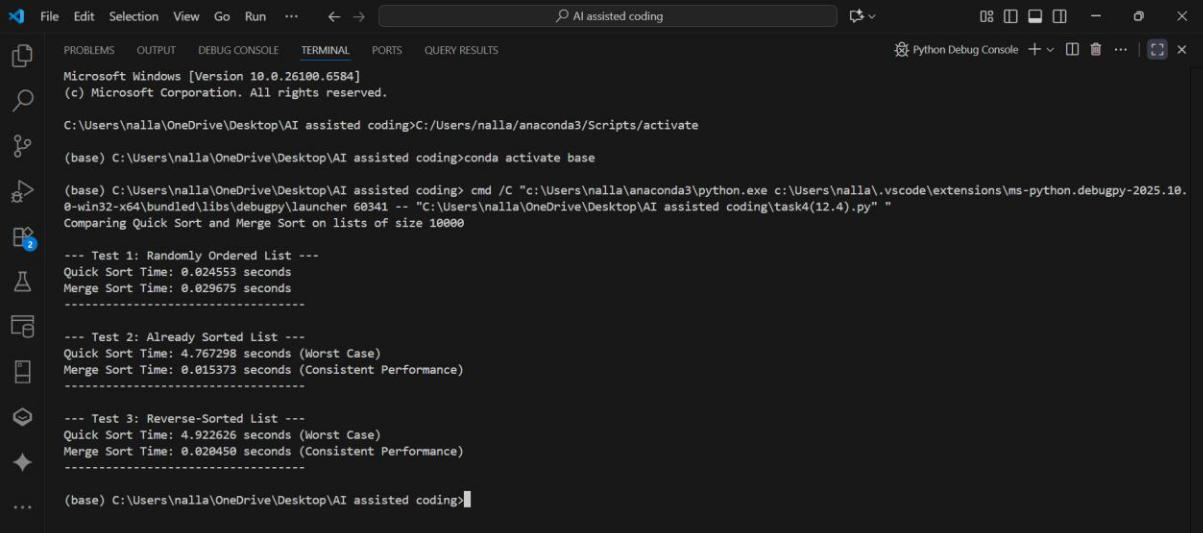 File Edit Selection View Go Run ··· ← → AI assisted coding
PROBLEMS OUTPUT DEBUG CONSOLE TERMINAL PORTS QUERY RESULTS Python Debug Console
Microsoft Windows [Version 10.0.26100.6584]
(c) Microsoft Corporation. All rights reserved.
C:\Users\nalla\OneDrive\Desktop\AI assisted coding>C:/Users/nalla/anaconda3/Scripts/activate
(base) C:\Users\nalla\OneDrive\Desktop\AI assisted coding>conda activate base
(base) C:\Users\nalla\OneDrive\Desktop\AI assisted coding> cmd /C "c:\Users\nalla\anaconda3\python.exe c:\Users\nalla\.vscode\extensions\ms-python.debugpy-2025.10.
0-win32-x64\bundled\libs\debugpy\launcher 60341 -- "C:\Users\nalla\OneDrive\Desktop\AI assisted coding\task4(12.4).py" "
Comparing Quick Sort and Merge Sort on lists of size 10000
--- Test 1: Randomly Ordered List ---
Quick Sort Time: 0.024553 seconds
Merge Sort Time: 0.029675 seconds
-----------------------------------
--- Test 2: Already Sorted List ---
Quick Sort Time: 4.767298 seconds (Worst Case)
Merge Sort Time: 0.015373 seconds (Consistent Performance)
-----------------------------------
--- Test 3: Reverse-Sorted List ---
Quick Sort Time: 4.922626 seconds (Worst Case)
Merge Sort Time: 0.020450 seconds (Consistent Performance)
-----------------------------------
(base) C:\Users\nalla\OneDrive\Desktop\AI assisted coding>
2